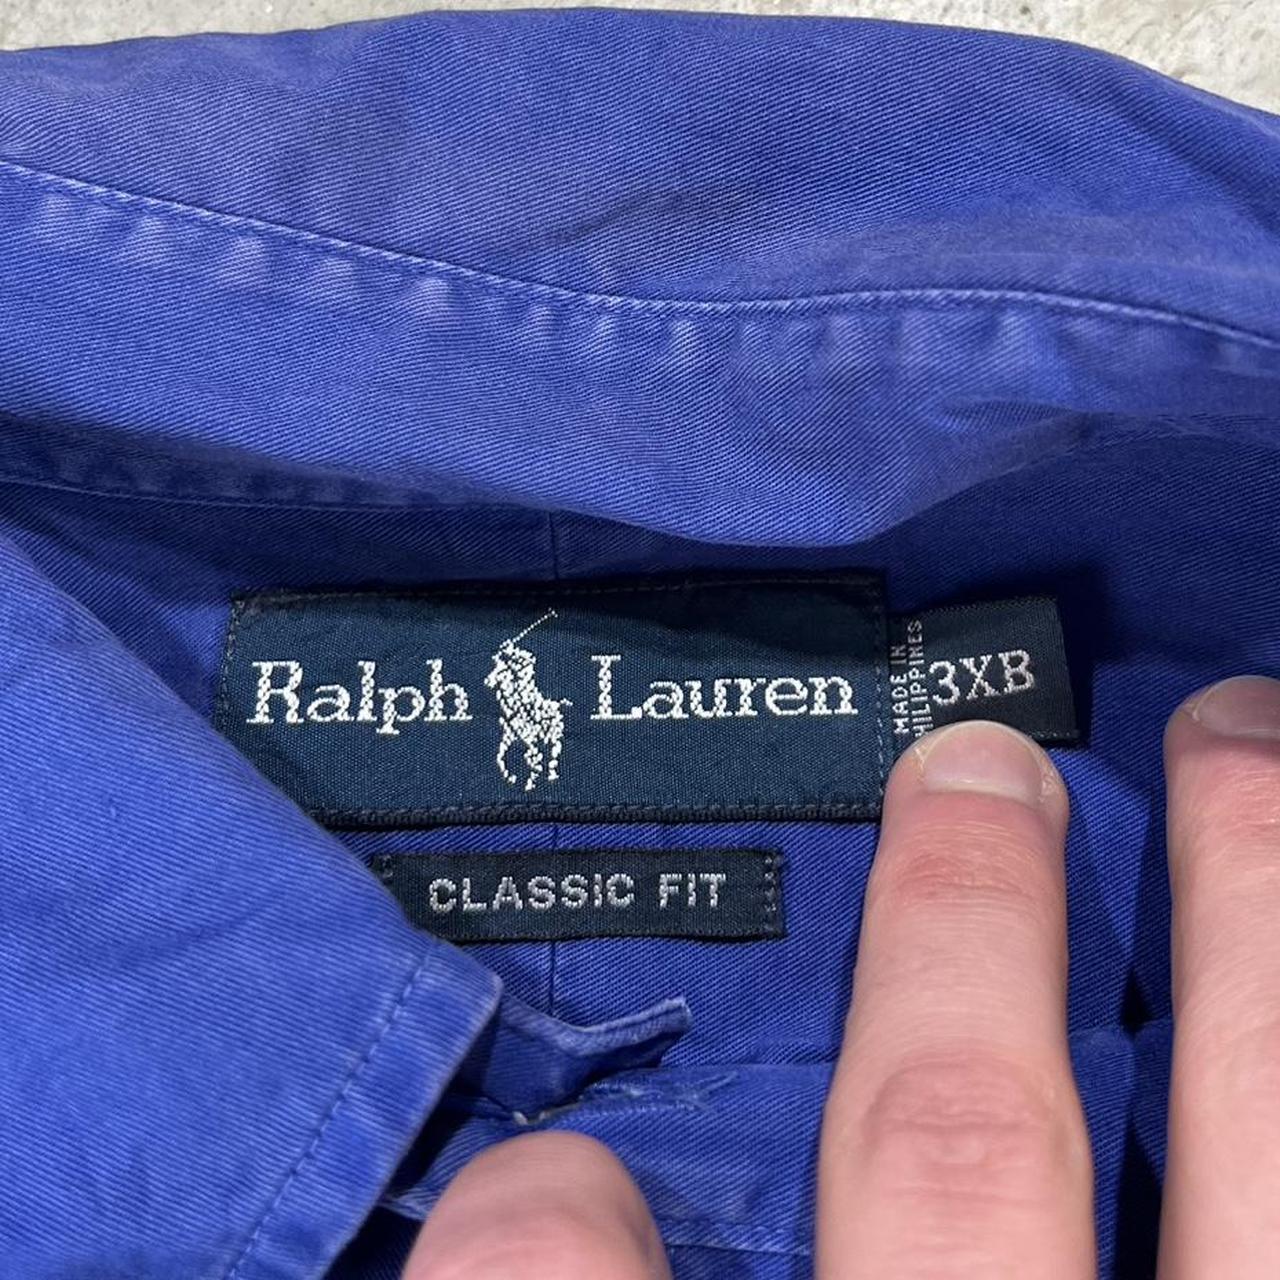 Ralph Lauren
MADE IN
PHILIPPINES
3XB
CLASSIC FIT